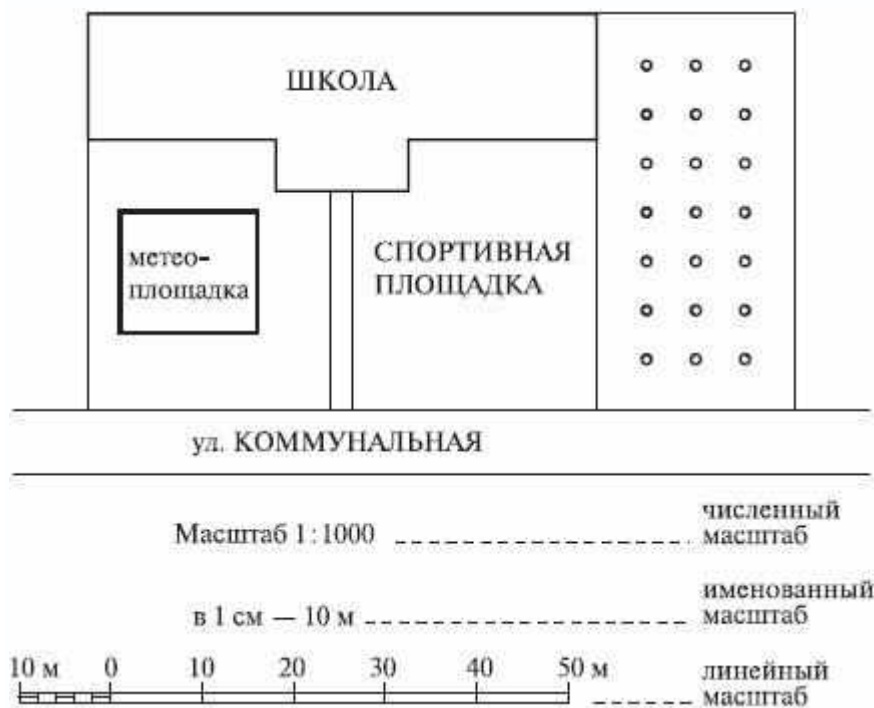 ШКОЛА
метео-
площадка
СПОРТИВНАЯ
ПЛОЩАДКА
ул. КОММУНАЛЬНАЯ
Масштаб 1:1000
численный
масштаб
в 1 см — 10 м
именованный
масштаб
10 м 0 10 20 30 40 50 м
линейный
масштаб